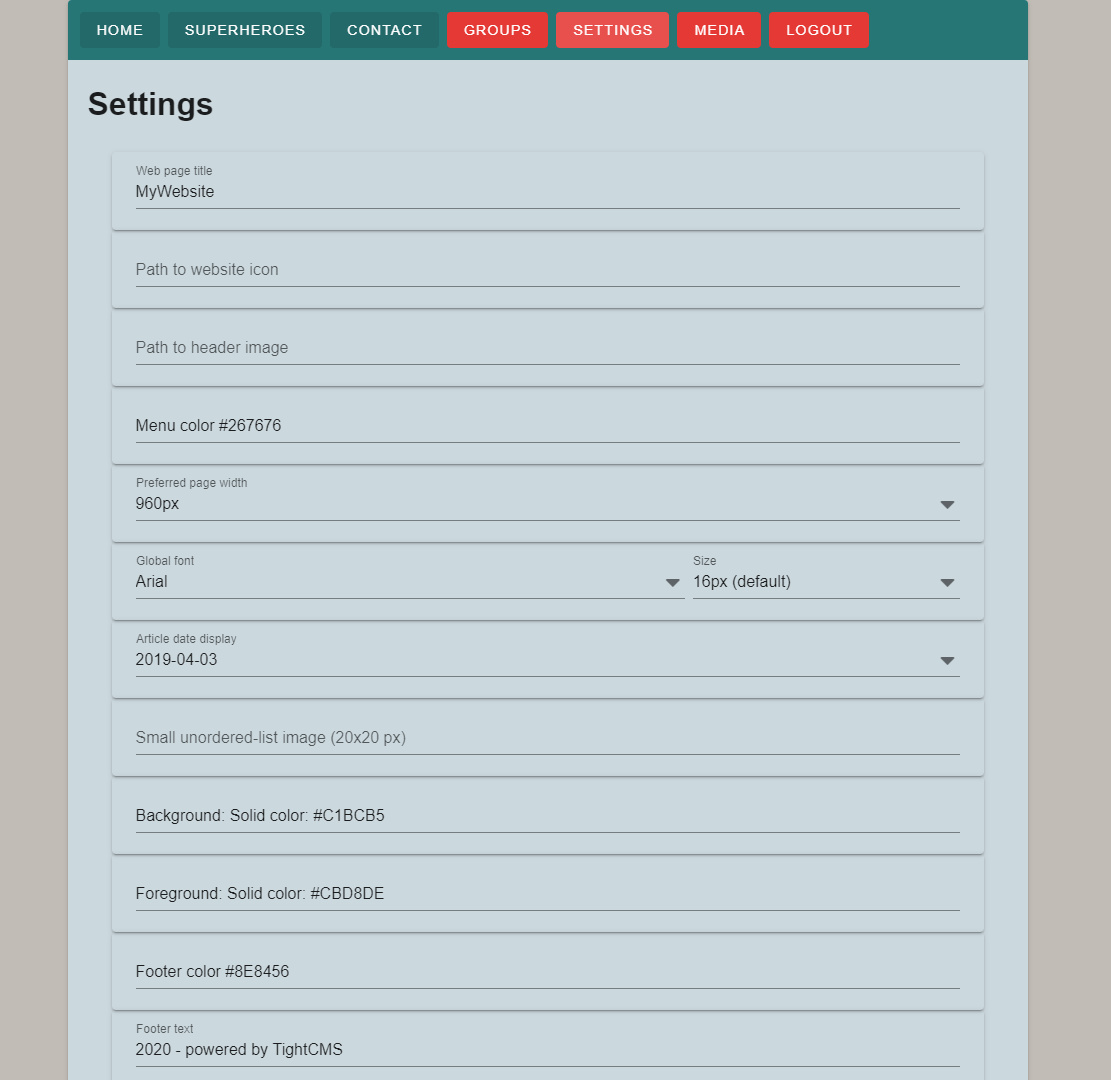 HOME SUPERHEROES CONTACT GROUPS SETTINGS MEDIA LOGOUT
Settings
Web page title
MyWebsite
Path to website icon
Path to header image
Menu color #267676
Preferred page width
960px
Global font Size
Arial 16px (default)
Article date display
2019-04-03
Small unordered-list image (20x20 px)
Background: Solid color: #C1BCB5
Foreground: Solid color: #CBD8DE
Footer color #8E8456
Footer text
2020 - powered by TightCMS